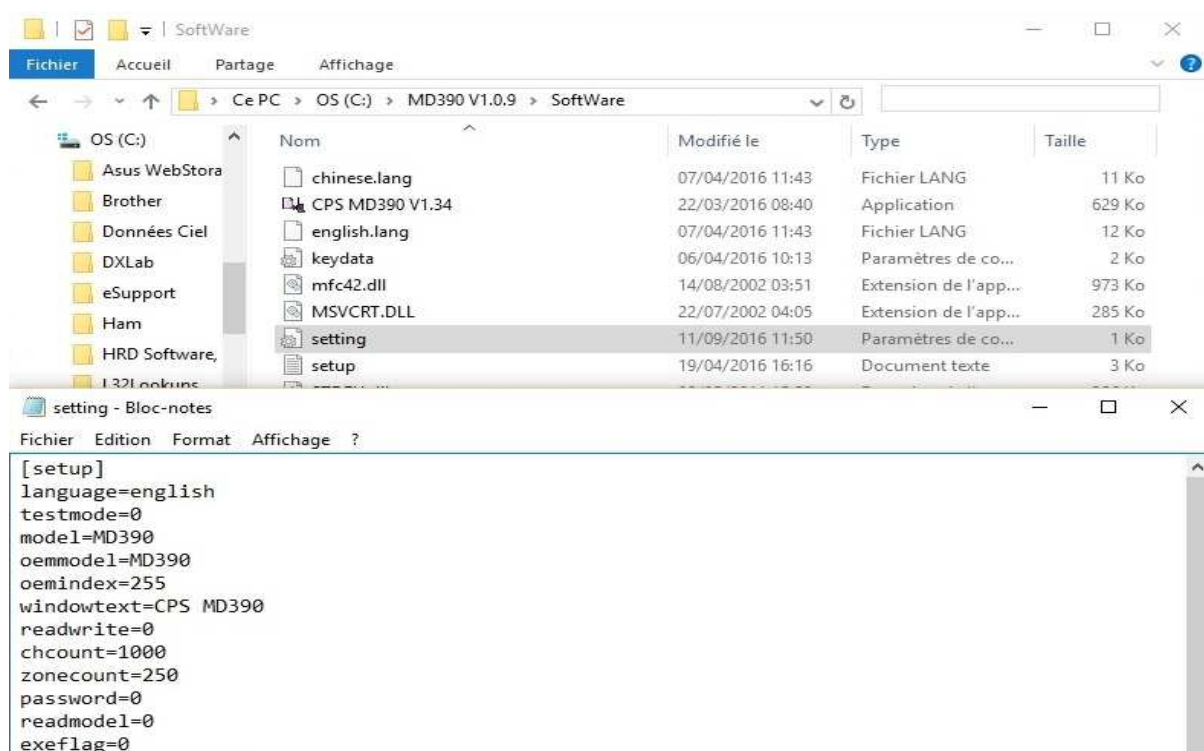 SoftWare
Fichier Accueil Partage Affichage
Ce PC > OS (C:) > MD390 V1.0.9 > SoftWare
OS (C:)
Asus WebStora
Brother
Données Ciel
DXLab
eSupport
Ham
HRD Software,
L32Lookups
Nom Modifié le Type Taille
chinese.lang 07/04/2016 11:43 Fichier LANG 11 Ko
CPS MD390 V1.34 22/03/2016 08:40 Application 629 Ko
english.lang 07/04/2016 11:43 Fichier LANG 12 Ko
keydata 06/04/2016 10:13 Paramètres de co... 2 Ko
mfc42.dll 14/08/2002 03:51 Extension de l'app... 973 Ko
MSVCRT.DLL 22/07/2002 04:05 Extension de l'app... 285 Ko
setting 11/09/2016 11:50 Paramètres de co... 1 Ko
setup 19/04/2016 16:16 Document texte 3 Ko
setting - Bloc-notes
Fichier Edition Format Affichage ?
[setup]
language=english
testmode=0
model=MD390
oemmodel=MD390
oemindex=255
windowtext=CPS MD390
readwrite=0
chcount=1000
zonecount=250
password=0
readmodel=0
exeflag=0